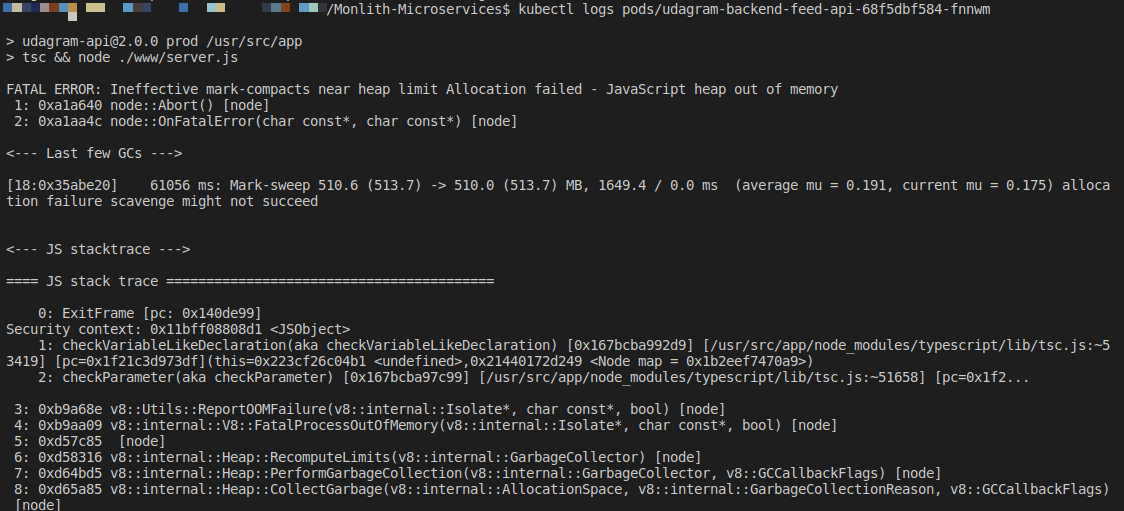 /Monlith-Microservices$ kubectl logs pods/udagram-backend-feed-api-68f5dbf584-fnnwm
> udagram-api@2.0.0 prod /usr/src/app
> tsc && node ./www/server.js
FATAL ERROR: Ineffective mark-compacts near heap limit Allocation failed - JavaScript heap out of memory
 1: 0xa1a640 node::Abort() [node]
 2: 0xa1aa4c node::OnFatalError(char const*, char const*) [node]
<--- Last few GCs --->
[18:0x35abe20]    61056 ms: Mark-sweep 510.6 (513.7) -> 510.0 (513.7) MB, 1649.4 / 0.0 ms  (average mu = 0.191, current mu = 0.175) alloca
tion failure scavenge might not succeed
<--- JS stacktrace --->
==== JS stack trace =========================================
    0: ExitFrame [pc: 0x140de99]
Security context: 0x11bff08808d1 <JSObject>
    1: checkVariableLikeDeclaration(aka checkVariableLikeDeclaration) [0x167bcba992d9] [/usr/src/app/node_modules/typescript/lib/tsc.js:~5
3419] [pc=0x1f21c3d973df](this=0x223cf26c04b1 <undefined>,0x21440172d249 <Node map = 0x1b2eef7470a9>)
    2: checkParameter(aka checkParameter) [0x167bcba97c99] [/usr/src/app/node_modules/typescript/lib/tsc.js:~51658] [pc=0x1f2...
 3: 0xb9a68e v8::Utils::ReportOOMFailure(v8::internal::Isolate*, char const*, bool) [node]
 4: 0xb9aa09 v8::internal::V8::FatalProcessOutOfMemory(v8::internal::Isolate*, char const*, bool) [node]
 5: 0xd57c85  [node]
 6: 0xd58316 v8::internal::Heap::RecomputeLimits(v8::internal::GarbageCollector) [node]
 7: 0xd64bd5 v8::internal::Heap::PerformGarbageCollection(v8::internal::GarbageCollector, v8::GCCallbackFlags) [node]
 8: 0xd65a85 v8::internal::Heap::CollectGarbage(v8::internal::AllocationSpace, v8::internal::GarbageCollectionReason, v8::GCCallbackFlags)
 [node]